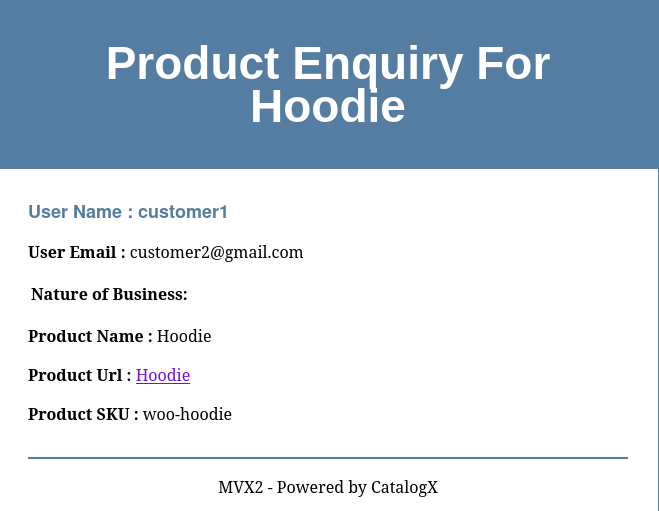 Product Enquiry For
Hoodie
User Name : customer1
User Email : customer2@gmail.com
Nature of Business:
Product Name : Hoodie
Product Url : Hoodie
Product SKU : woo-hoodie
MVX2 - Powered by CatalogX